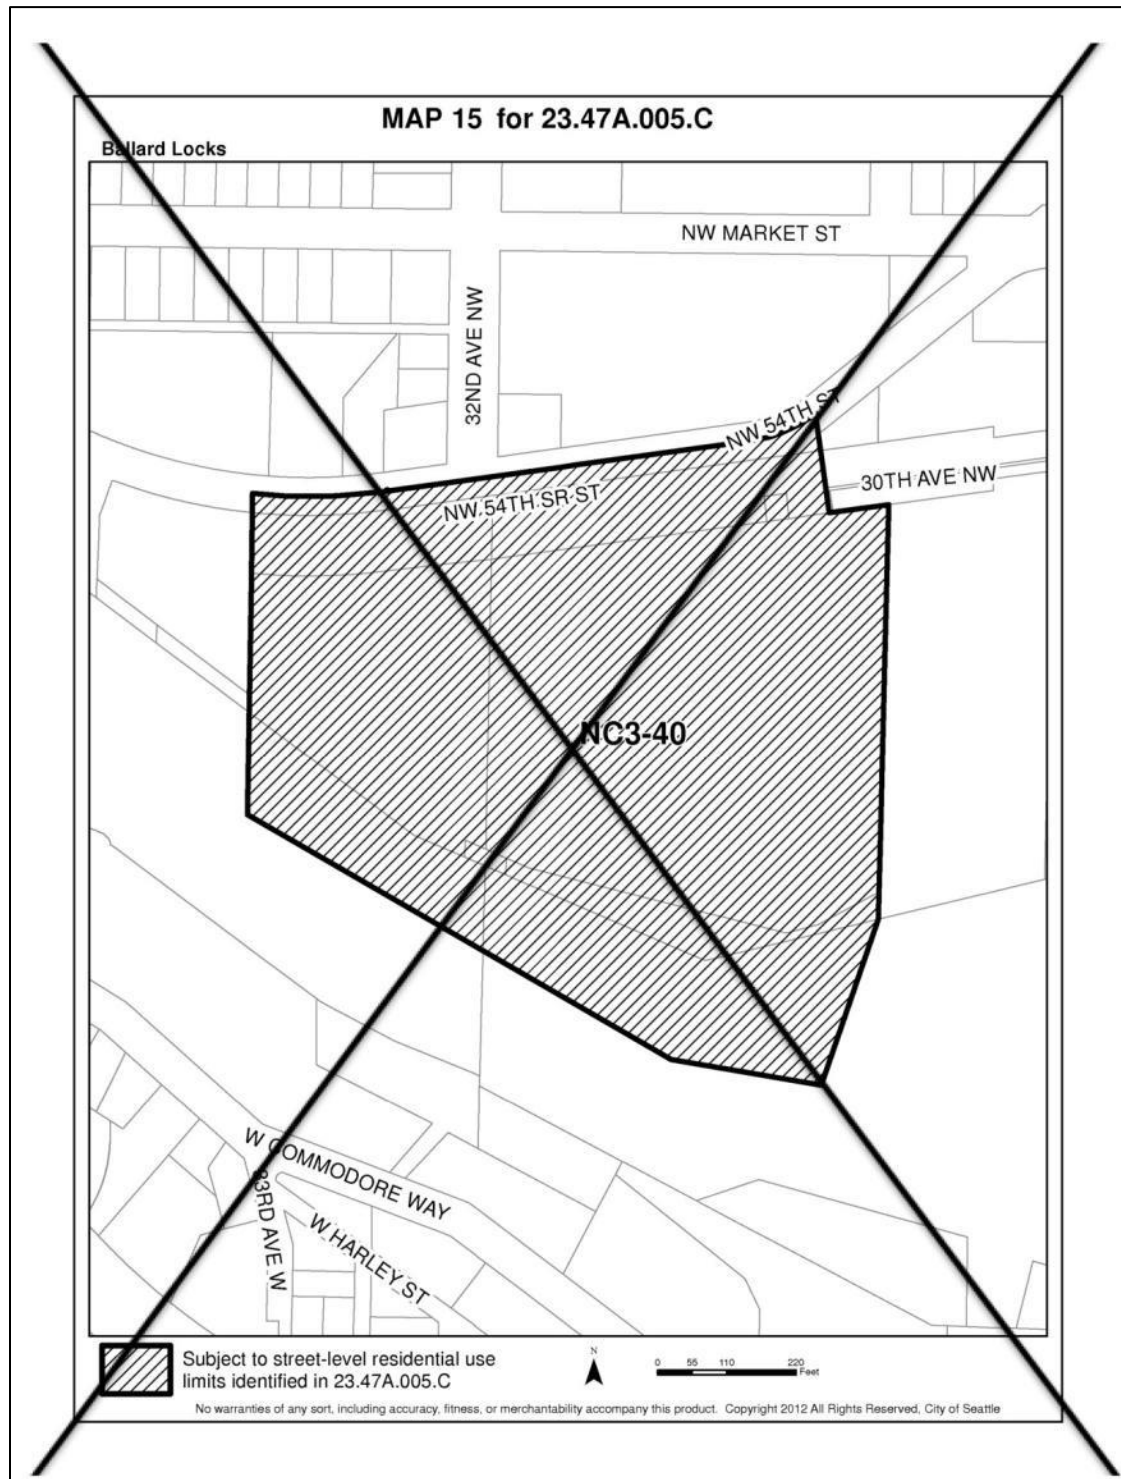 MAP 15 for 23.47A.005.C
Ballard Locks
NW MARKET ST
32ND AVE NW
NW 54TH ST
30TH AVE NW
NW 54TH SR ST
NC3-40
W COMMODORE WAY
33RD AVE W
W HARLEY ST
Subject to street-level residential use
limits identified in 23.47A.005.C
N
0 55 110 220
Feet
No warranties of any sort, including accuracy, fitness, or merchantability accompany this product. Copyright 2012 All Rights Reserved, City of Seattle